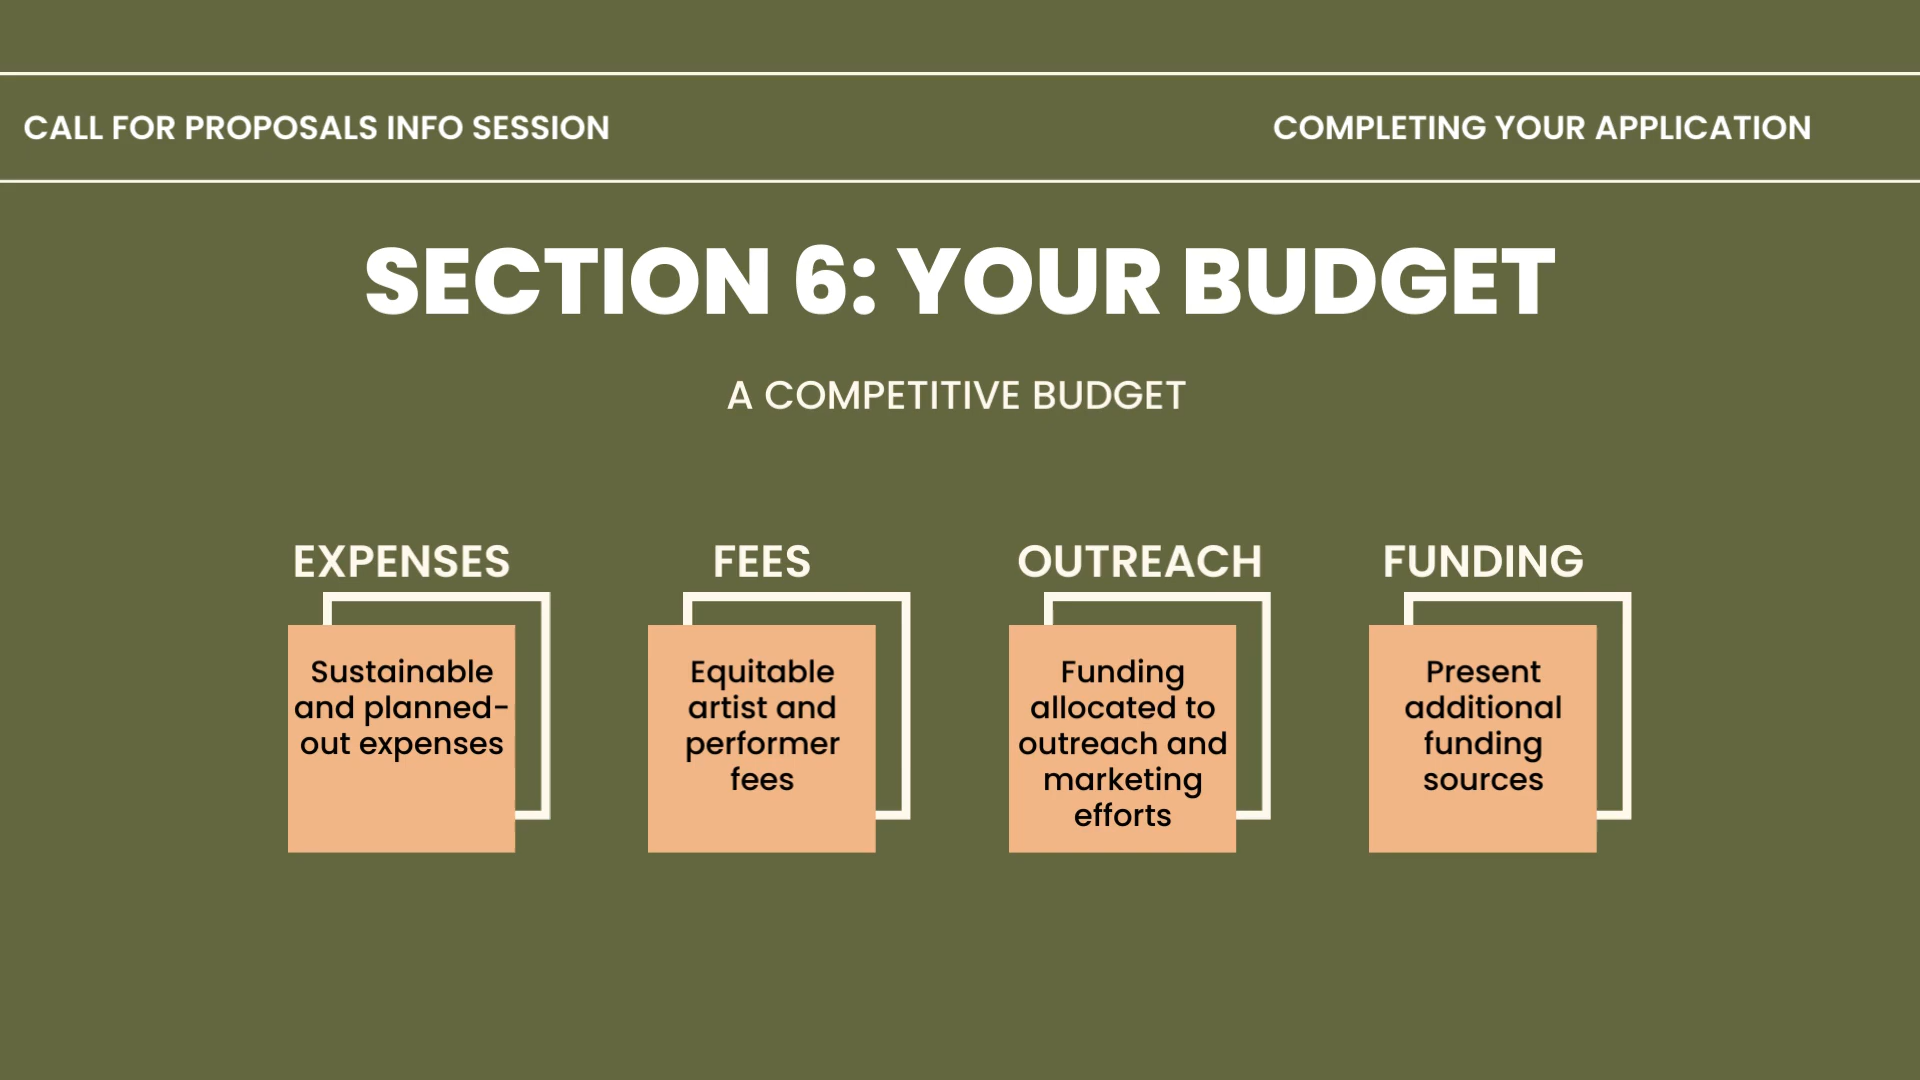 CALL FOR PROPOSALS INFO SESSION
COMPLETING YOUR APPLICATION
SECTION 6: YOUR BUDGET
A COMPETITIVE BUDGET
EXPENSES
Sustainable
and planned-
out expenses
FEES
Equitable
artist and
performer
fees
OUTREACH
Funding
allocated to
outreach and
marketing
efforts
FUNDING
Present
additional
funding
sources